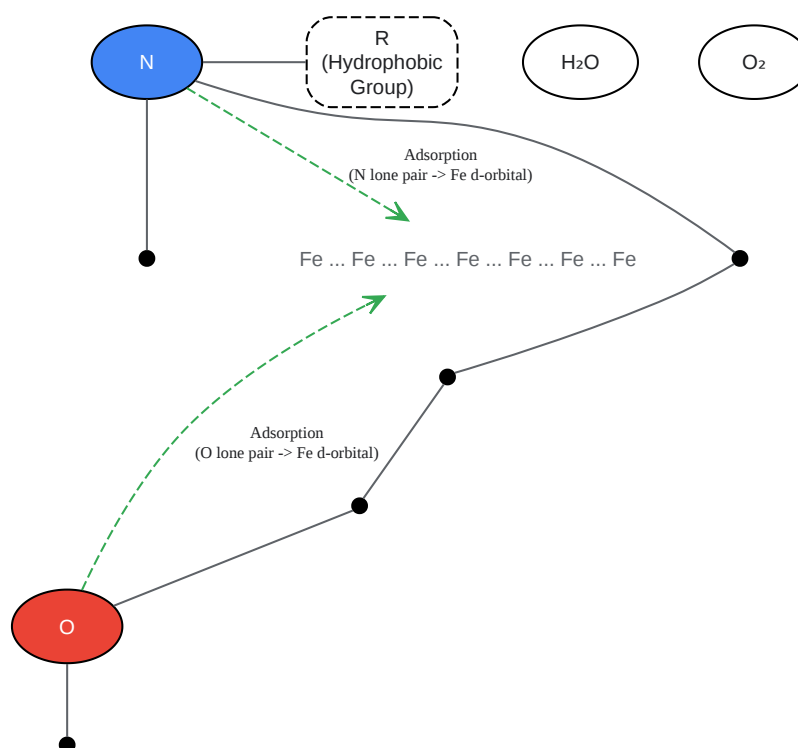 N
R
(Hydrophobic
Group)
H₂O
O₂
Adsorption
(N lone pair -> Fe d-orbital)
Fe ... Fe ... Fe ... Fe ... Fe ... Fe ... Fe
Adsorption
(O lone pair -> Fe d-orbital)
O